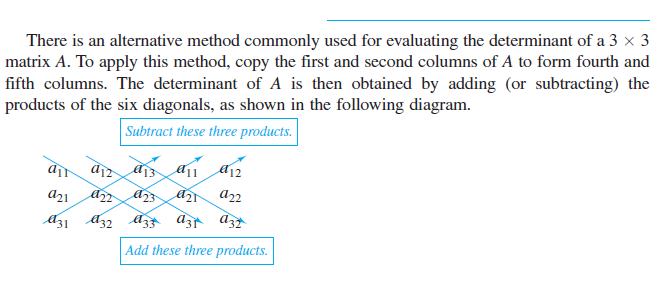 There is an alternative method commonly used for evaluating the determinant of a 3 × 3
matrix A. To apply this method, copy the first and second columns of A to form fourth and
fifth columns. The determinant of A is then obtained by adding (or subtracting) the
products of the six diagonals, as shown in the following diagram.
Subtract these three products.
a11 a12 a13 a11 a12
a21 a22 a23 a21 a22
a31 a32 a33 a31 a32
Add these three products.